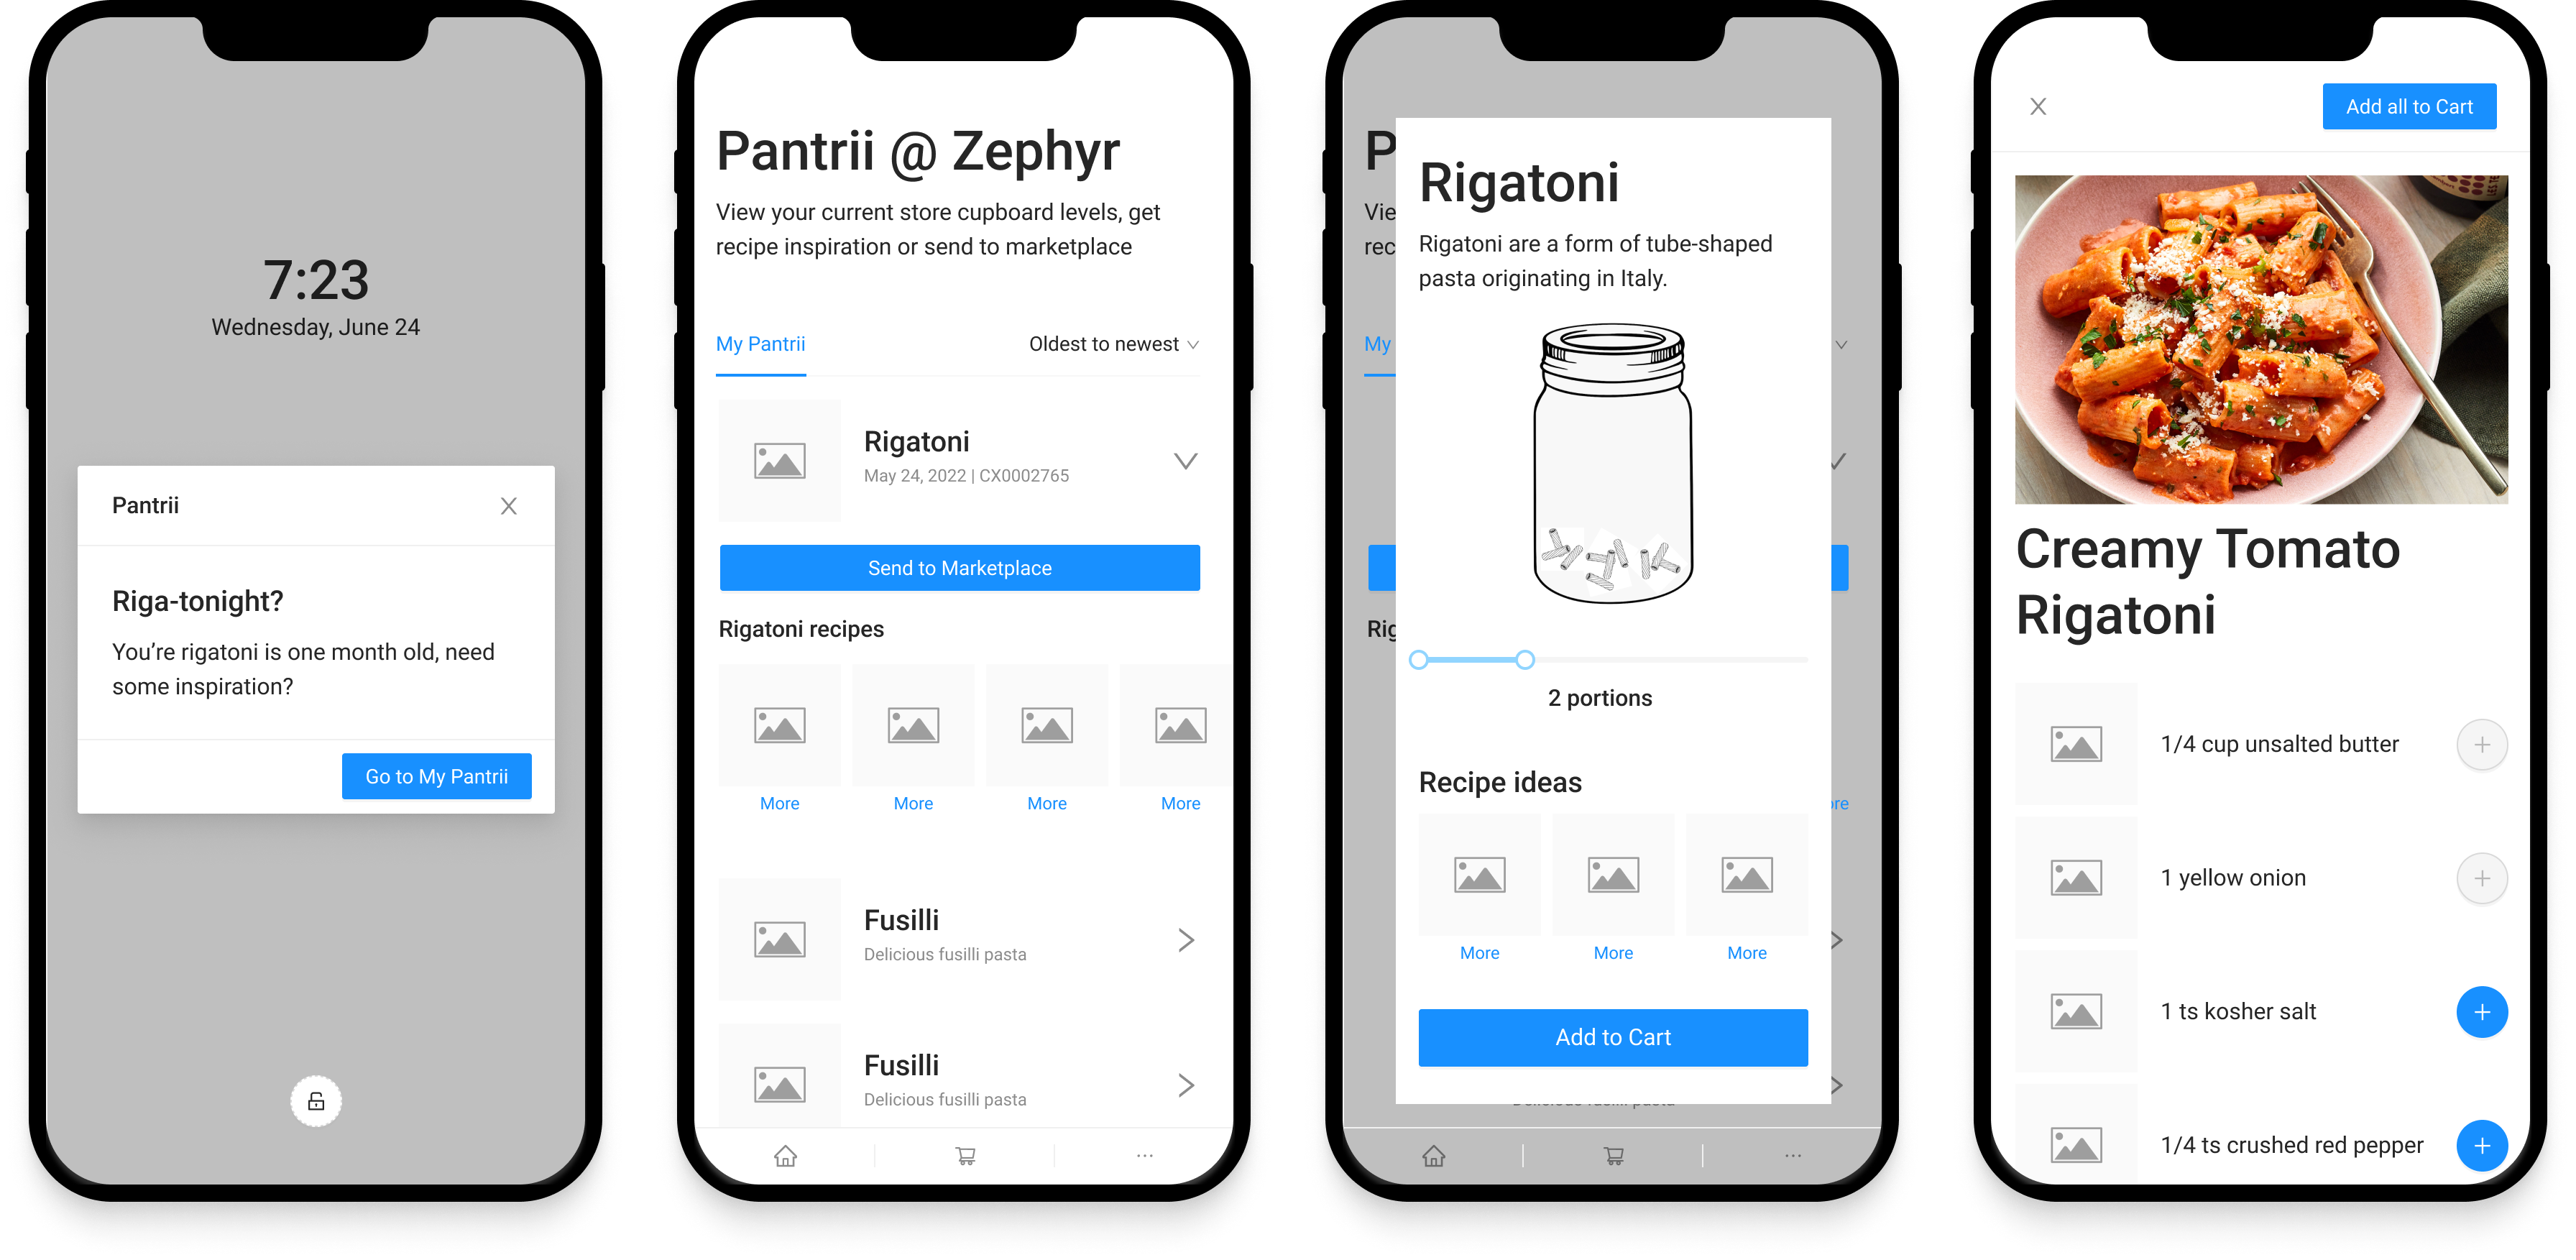 7:23
Wednesday, June 24
Pantrii
Riga-tonight?
You're rigatoni is one month old, need
some inspiration?
Go to My Pantrii
Pantrii @ Zephyr
View your current store cupboard levels, get
recipe inspiration or send to marketplace
My Pantrii
Oldest to newest
Rigatoni
May 24, 2022 | CX0002765
Send to Marketplace
Rigatoni recipes
More
More
More
More
Fusilli
Delicious fusilli pasta
Fusilli
Delicious fusilli pasta
P
Vie
rec
My
Rig
ore
Rigatoni
Rigatoni are a form of tube-shaped
pasta originating in Italy.
2 portions
Recipe ideas
More
More
More
Add to Cart
Delicious fusilli pasta
Add all to Cart
Creamy Tomato
Rigatoni
1/4 cup unsalted butter
1 yellow onion
1 ts kosher salt
1/4 ts crushed red pepper